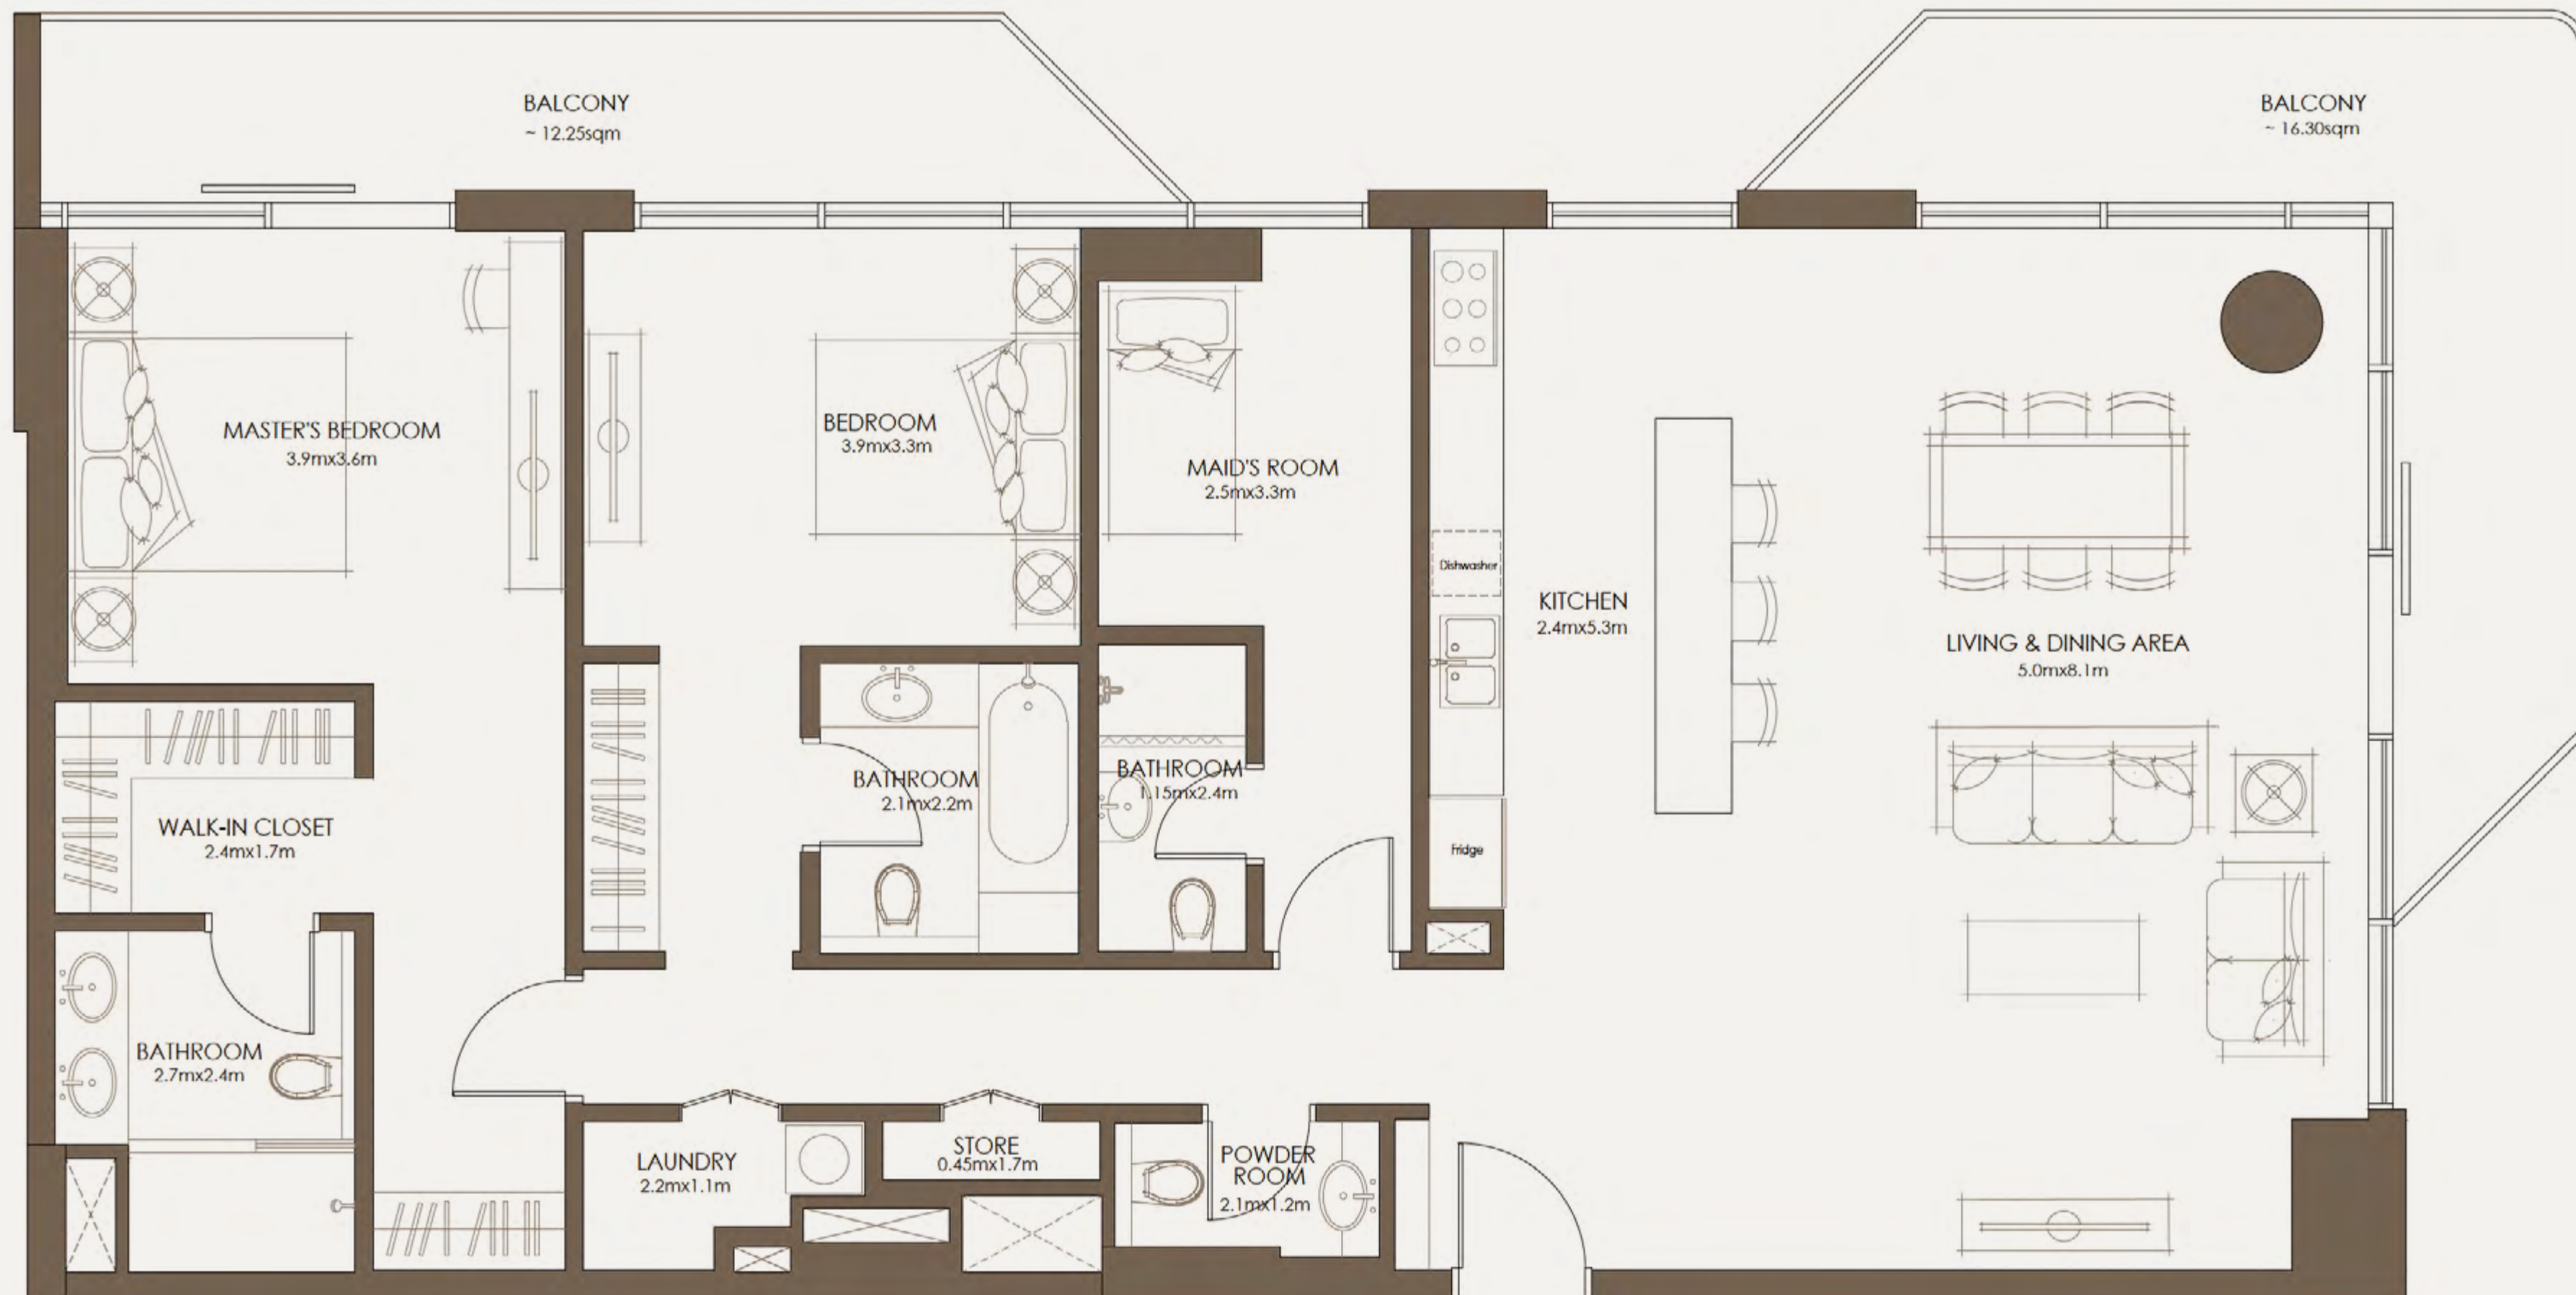 BALCONY
~ 12.25sqm
BALCONY
~ 16.30sqm
MASTER'S BEDROOM
3.9mx3.6m
BEDROOM
3.9mx3.3m
MAID'S ROOM
2.5mx3.3m
Dishwasher
KITCHEN
2.4mx5.3m
LIVING & DINING AREA
5.0mx8.1m
BATHROOM
2.1mx2.2m
BATHROOM
1.15mx2.4m
WALK-IN CLOSET
2.4mx1.7m
Fridge
BATHROOM
2.7mx2.4m
LAUNDRY
2.2mx1.1m
STORE
0.45mx1.7m
POWDER
ROOM
2.1mx1.2m